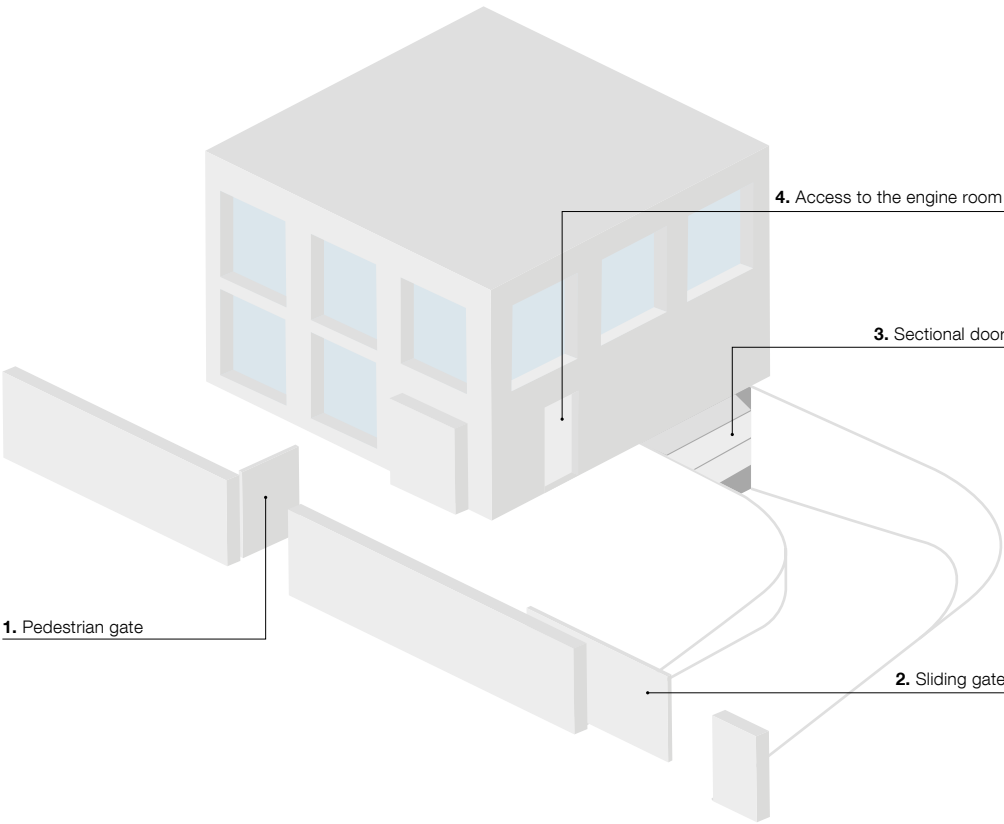 4. Access to the engine room
3. Sectional door
1. Pedestrian gate
2. Sliding gate